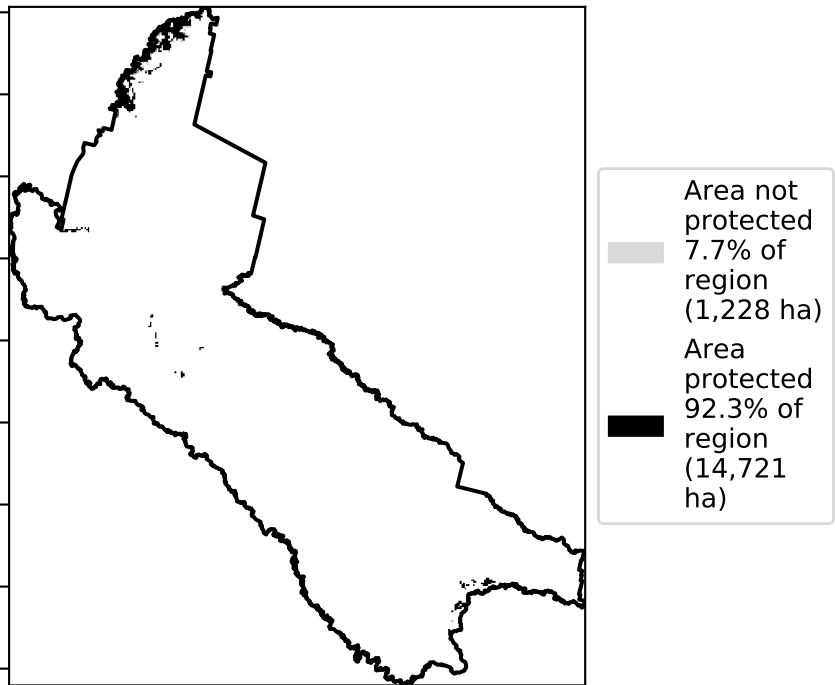 Area not
protected
7.7% of
region
(1,228 ha)
Area
protected
92.3% of
region
(14,721
ha)